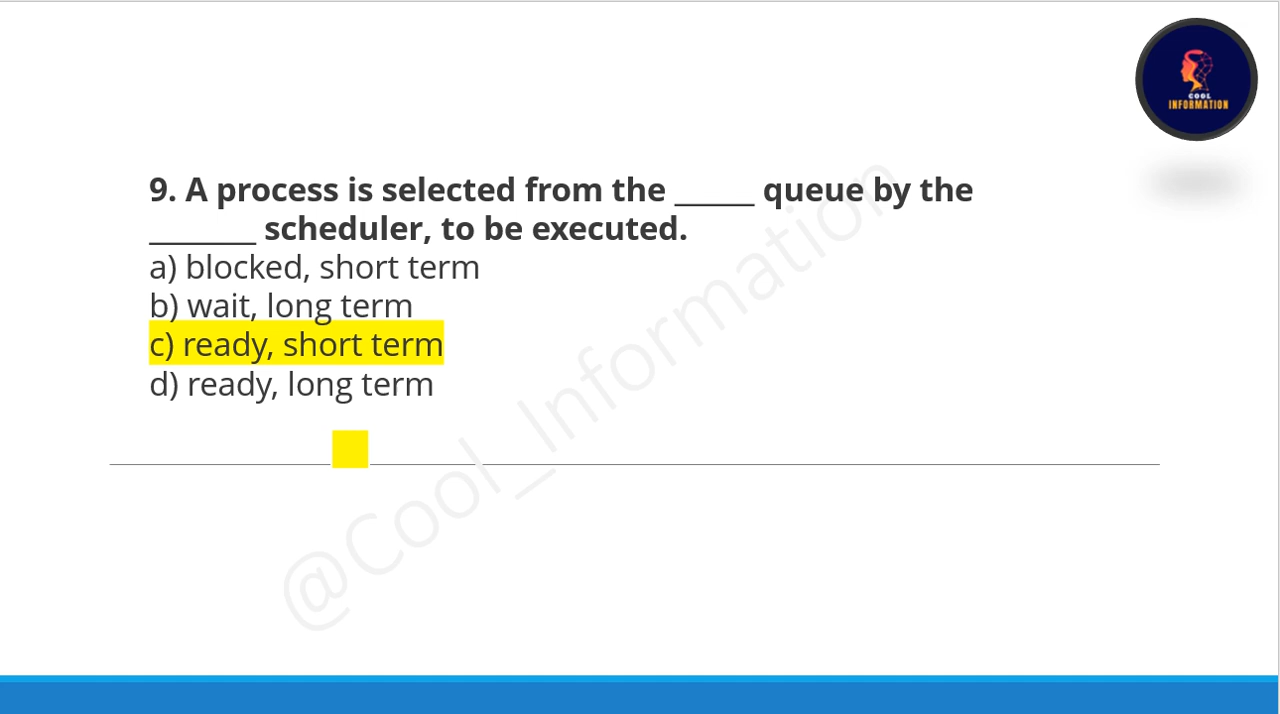 COOL
INFORMATION
9. A process is selected from the ______ queue by the
________ scheduler, to be executed.
a) blocked, short term
b) wait, long term
c) ready, short term
d) ready, long term
@Cool_Information